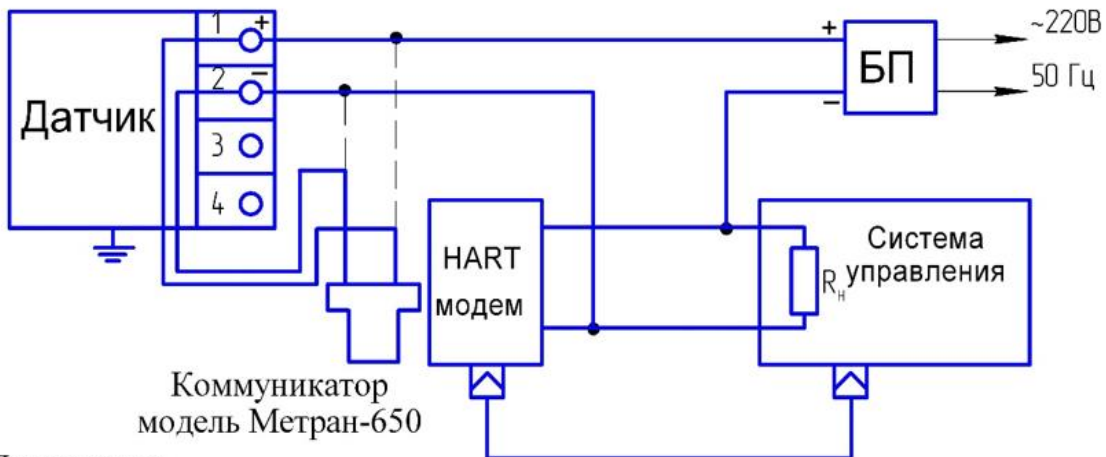 Датчик
1
+
2
−
3
4
+
−
БП
~220В
50 Гц
HART
модем
Система
управления
Rн
Коммуникатор
модель Метран-650